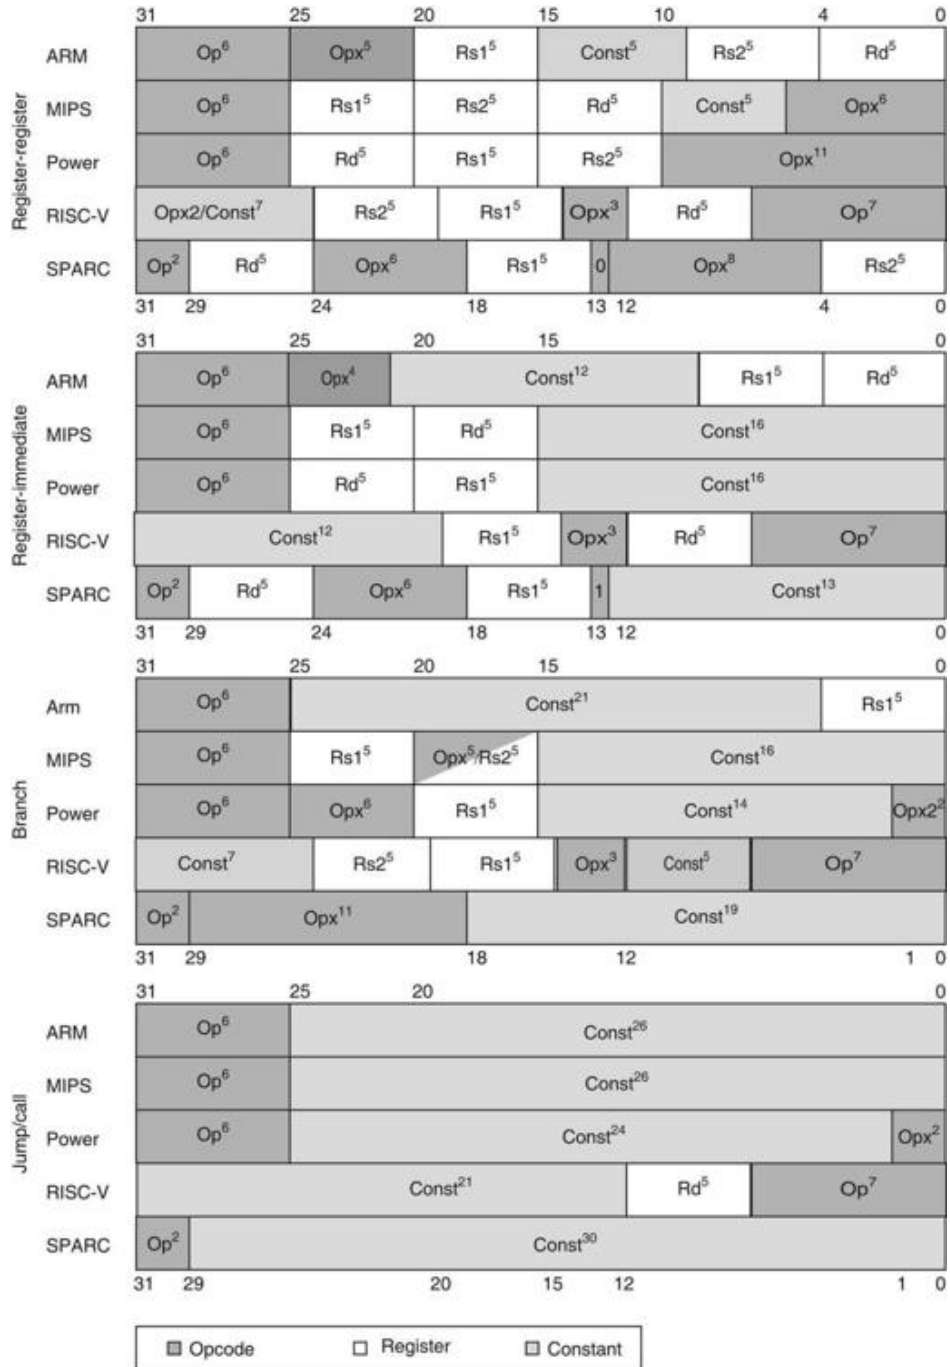 31 25 20 15 10 4 0
Register-register
ARM Op⁶ Opx⁵ Rs1⁵ Const⁵ Rs2⁵ Rd⁵
MIPS Op⁶ Rs1⁵ Rs2⁵ Rd⁵ Const⁵ Opx⁶
Power Op⁶ Rd⁵ Rs1⁵ Rs2⁵ Opx¹¹
RISC-V Opx2/Const⁷ Rs2⁵ Rs1⁵ Opx³ Rd⁵ Op⁷
SPARC Op² Rd⁵ Opx⁶ Rs1⁵ 0 Opx⁸ Rs2⁵
31 29 24 18 13 12 4 0
31 25 20 15 0
Register-immediate
ARM Op⁶ Opx⁴ Const¹² Rs1⁵ Rd⁵
MIPS Op⁶ Rs1⁵ Rd⁵ Const¹⁶
Power Op⁶ Rd⁵ Rs1⁵ Const¹⁶
RISC-V Const¹² Rs1⁵ Opx³ Rd⁵ Op⁷
SPARC Op² Rd⁵ Opx⁶ Rs1⁵ 1 Const¹³
31 29 24 18 13 12 0
31 25 20 15 0
Branch
Arm Op⁶ Const²¹ Rs1⁵
MIPS Op⁶ Rs1⁵ Opx⁵/Rs2⁵ Const¹⁶
Power Op⁶ Opx⁶ Rs1⁵ Const¹⁴ Opx2²
RISC-V Const⁷ Rs2⁵ Rs1⁵ Opx³ Const⁵ Op⁷
SPARC Op² Opx¹¹ Const¹⁹
31 29 18 12 1 0
31 25 20 0
Jump/call
ARM Op⁶ Const²⁶
MIPS Op⁶ Const²⁶
Power Op⁶ Const²⁴ Opx²
RISC-V Const²¹ Rd⁵ Op⁷
SPARC Op² Const³⁰
31 29 20 15 12 1 0
Opcode Register Constant